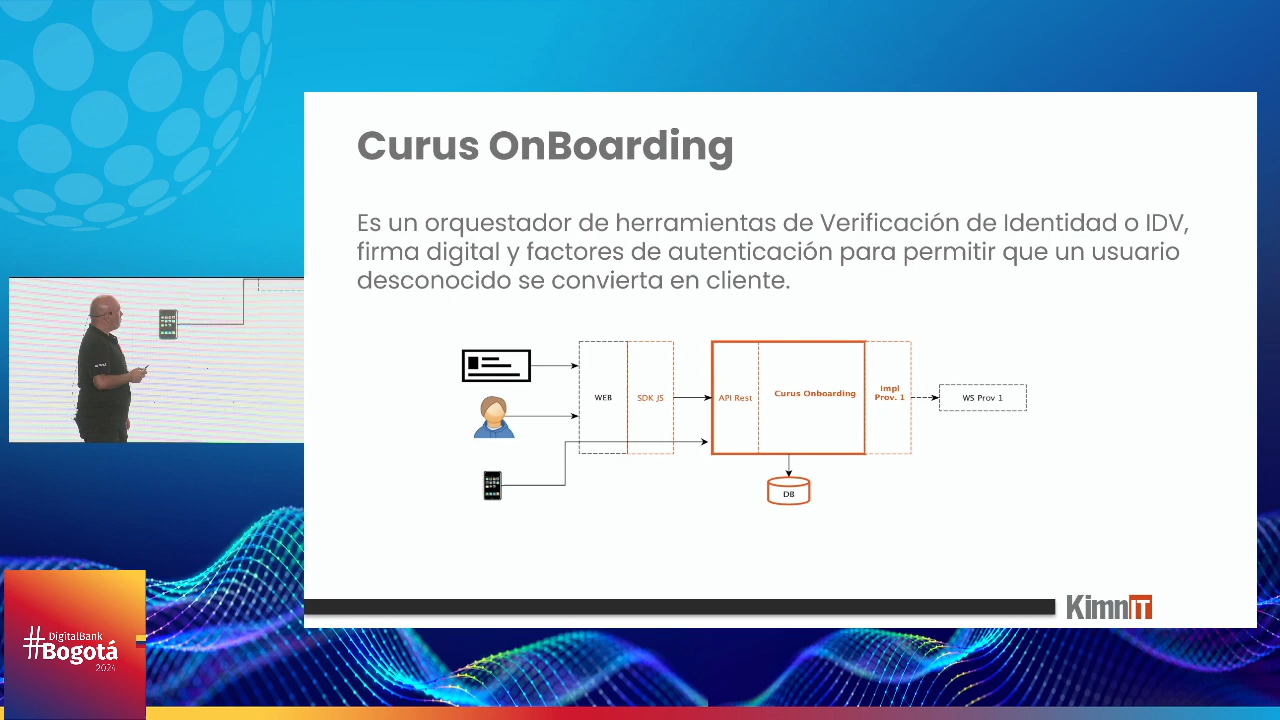 Curus OnBoarding
Es un orquestador de herramientas de Verificación de Identidad o IDV,
firma digital y factores de autenticación para permitir que un usuario
desconocido se convierta en cliente.
WEB
SDK JS
API Rest
Curus Onboarding
Impl
Prov. 1
WS Prov 1
DB
KimnIT
#DigitalBank
Bogotá
2024